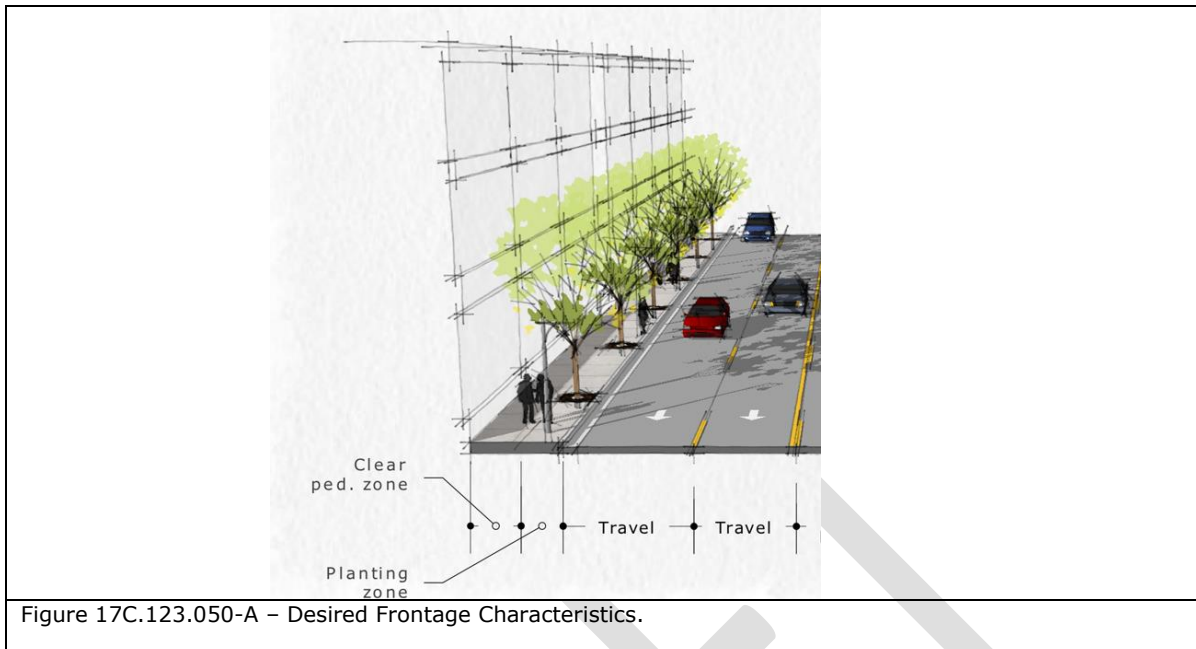 Clear
ped. zone
Travel
Travel
Planting
zone
Figure 17C.123.050-A – Desired Frontage Characteristics.